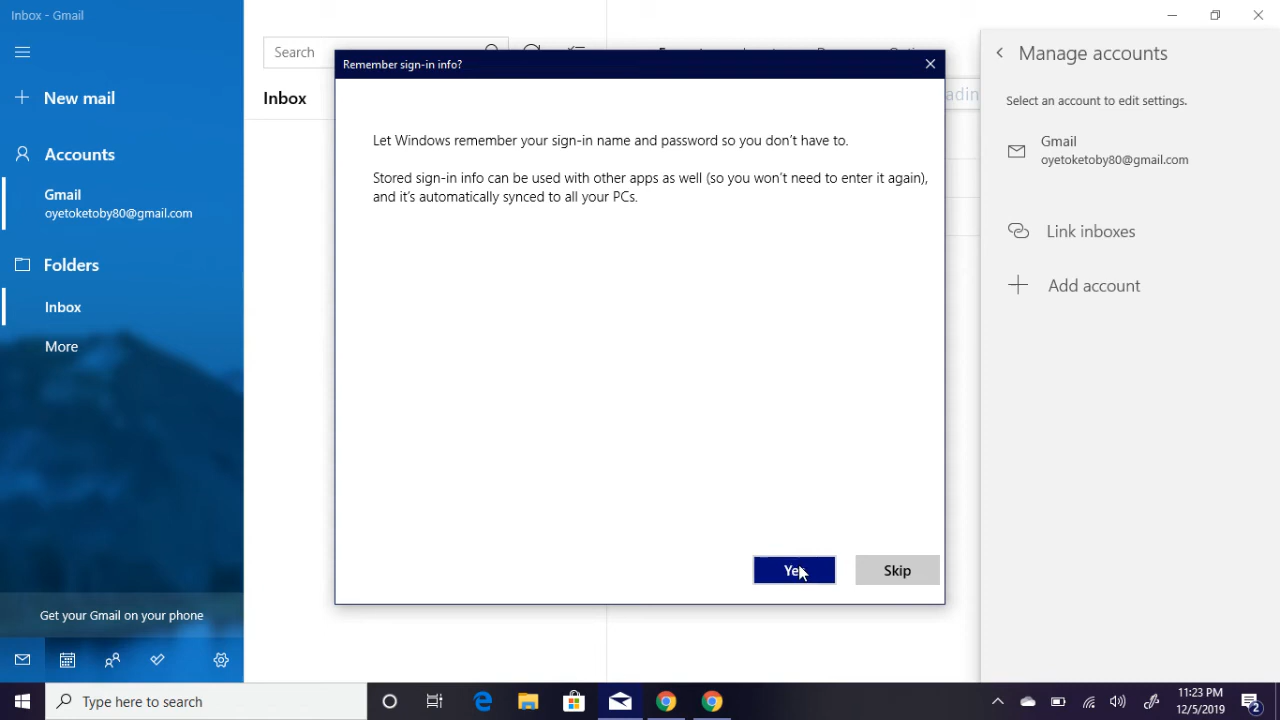 Inbox - Gmail
Search
New mail
Inbox
Accounts
Gmail
oyetoketoby80@gmail.com
Folders
Inbox
More
Get your Gmail on your phone
Remember sign-in info?
Let Windows remember your sign-in name and password so you don't have to.
Stored sign-in info can be used with other apps as well (so you won't need to enter it again),
and it's automatically synced to all your PCs.
Skip
Manage accounts
Select an account to edit settings.
Gmail
oyetoketoby80@gmail.com
Link inboxes
Add account
Type here to search
11:23 PM
12/5/2019
2